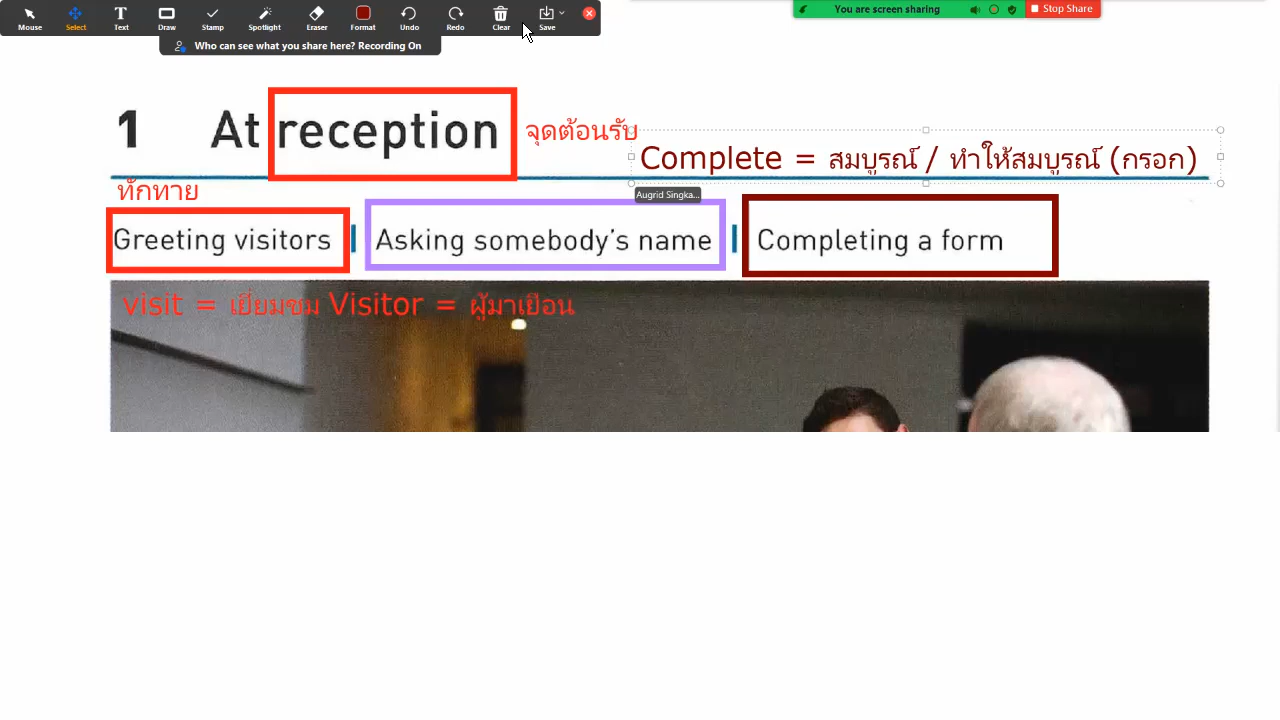 Mouse Select Text Draw Stamp Spotlight Eraser Format Undo Redo Clear Save
You are screen sharing Stop Share
Who can see what you share here? Recording On
1 At reception จุดต้อนรับ
Complete = สมบูรณ์ / ทำให้สมบูรณ์ (กรอก)
ทักทาย
Augrid Singka...
Greeting visitors | Asking somebody's name | Completing a form
visit = เยี่ยมชม Visitor = ผู้มาเยือน